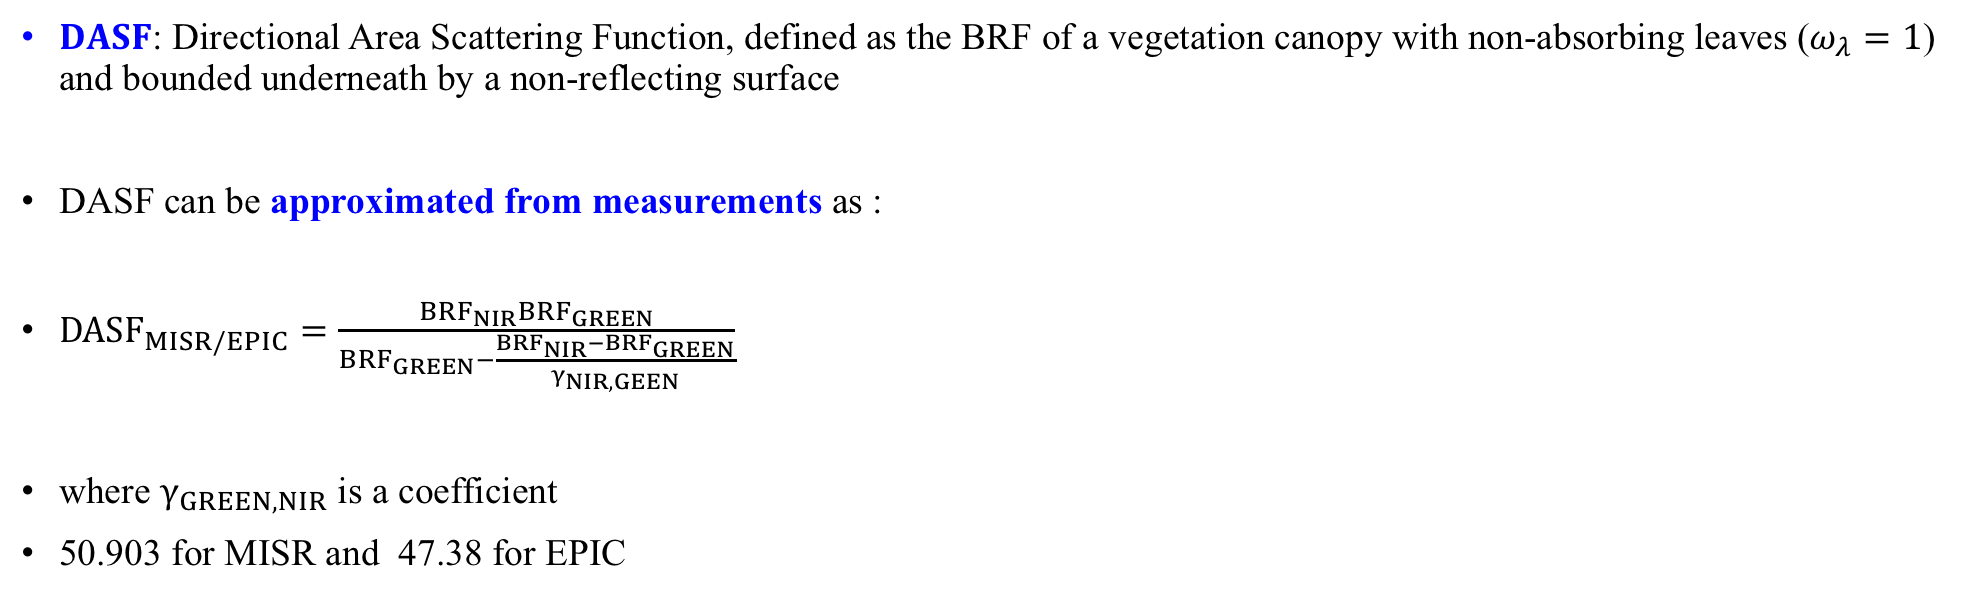 • DASF: Directional Area Scattering Function, defined as the BRF of a vegetation canopy with non-absorbing leaves (ω_λ = 1)
and bounded underneath by a non-reflecting surface
• DASF can be approximated from measurements as :
• DASF_MISR/EPIC = BRF_NIR BRF_GREEN / (BRF_GREEN − (BRF_NIR−BRF_GREEN) / γ_NIR,GEEN)
• where γ_GREEN,NIR is a coefficient
• 50.903 for MISR and 47.38 for EPIC